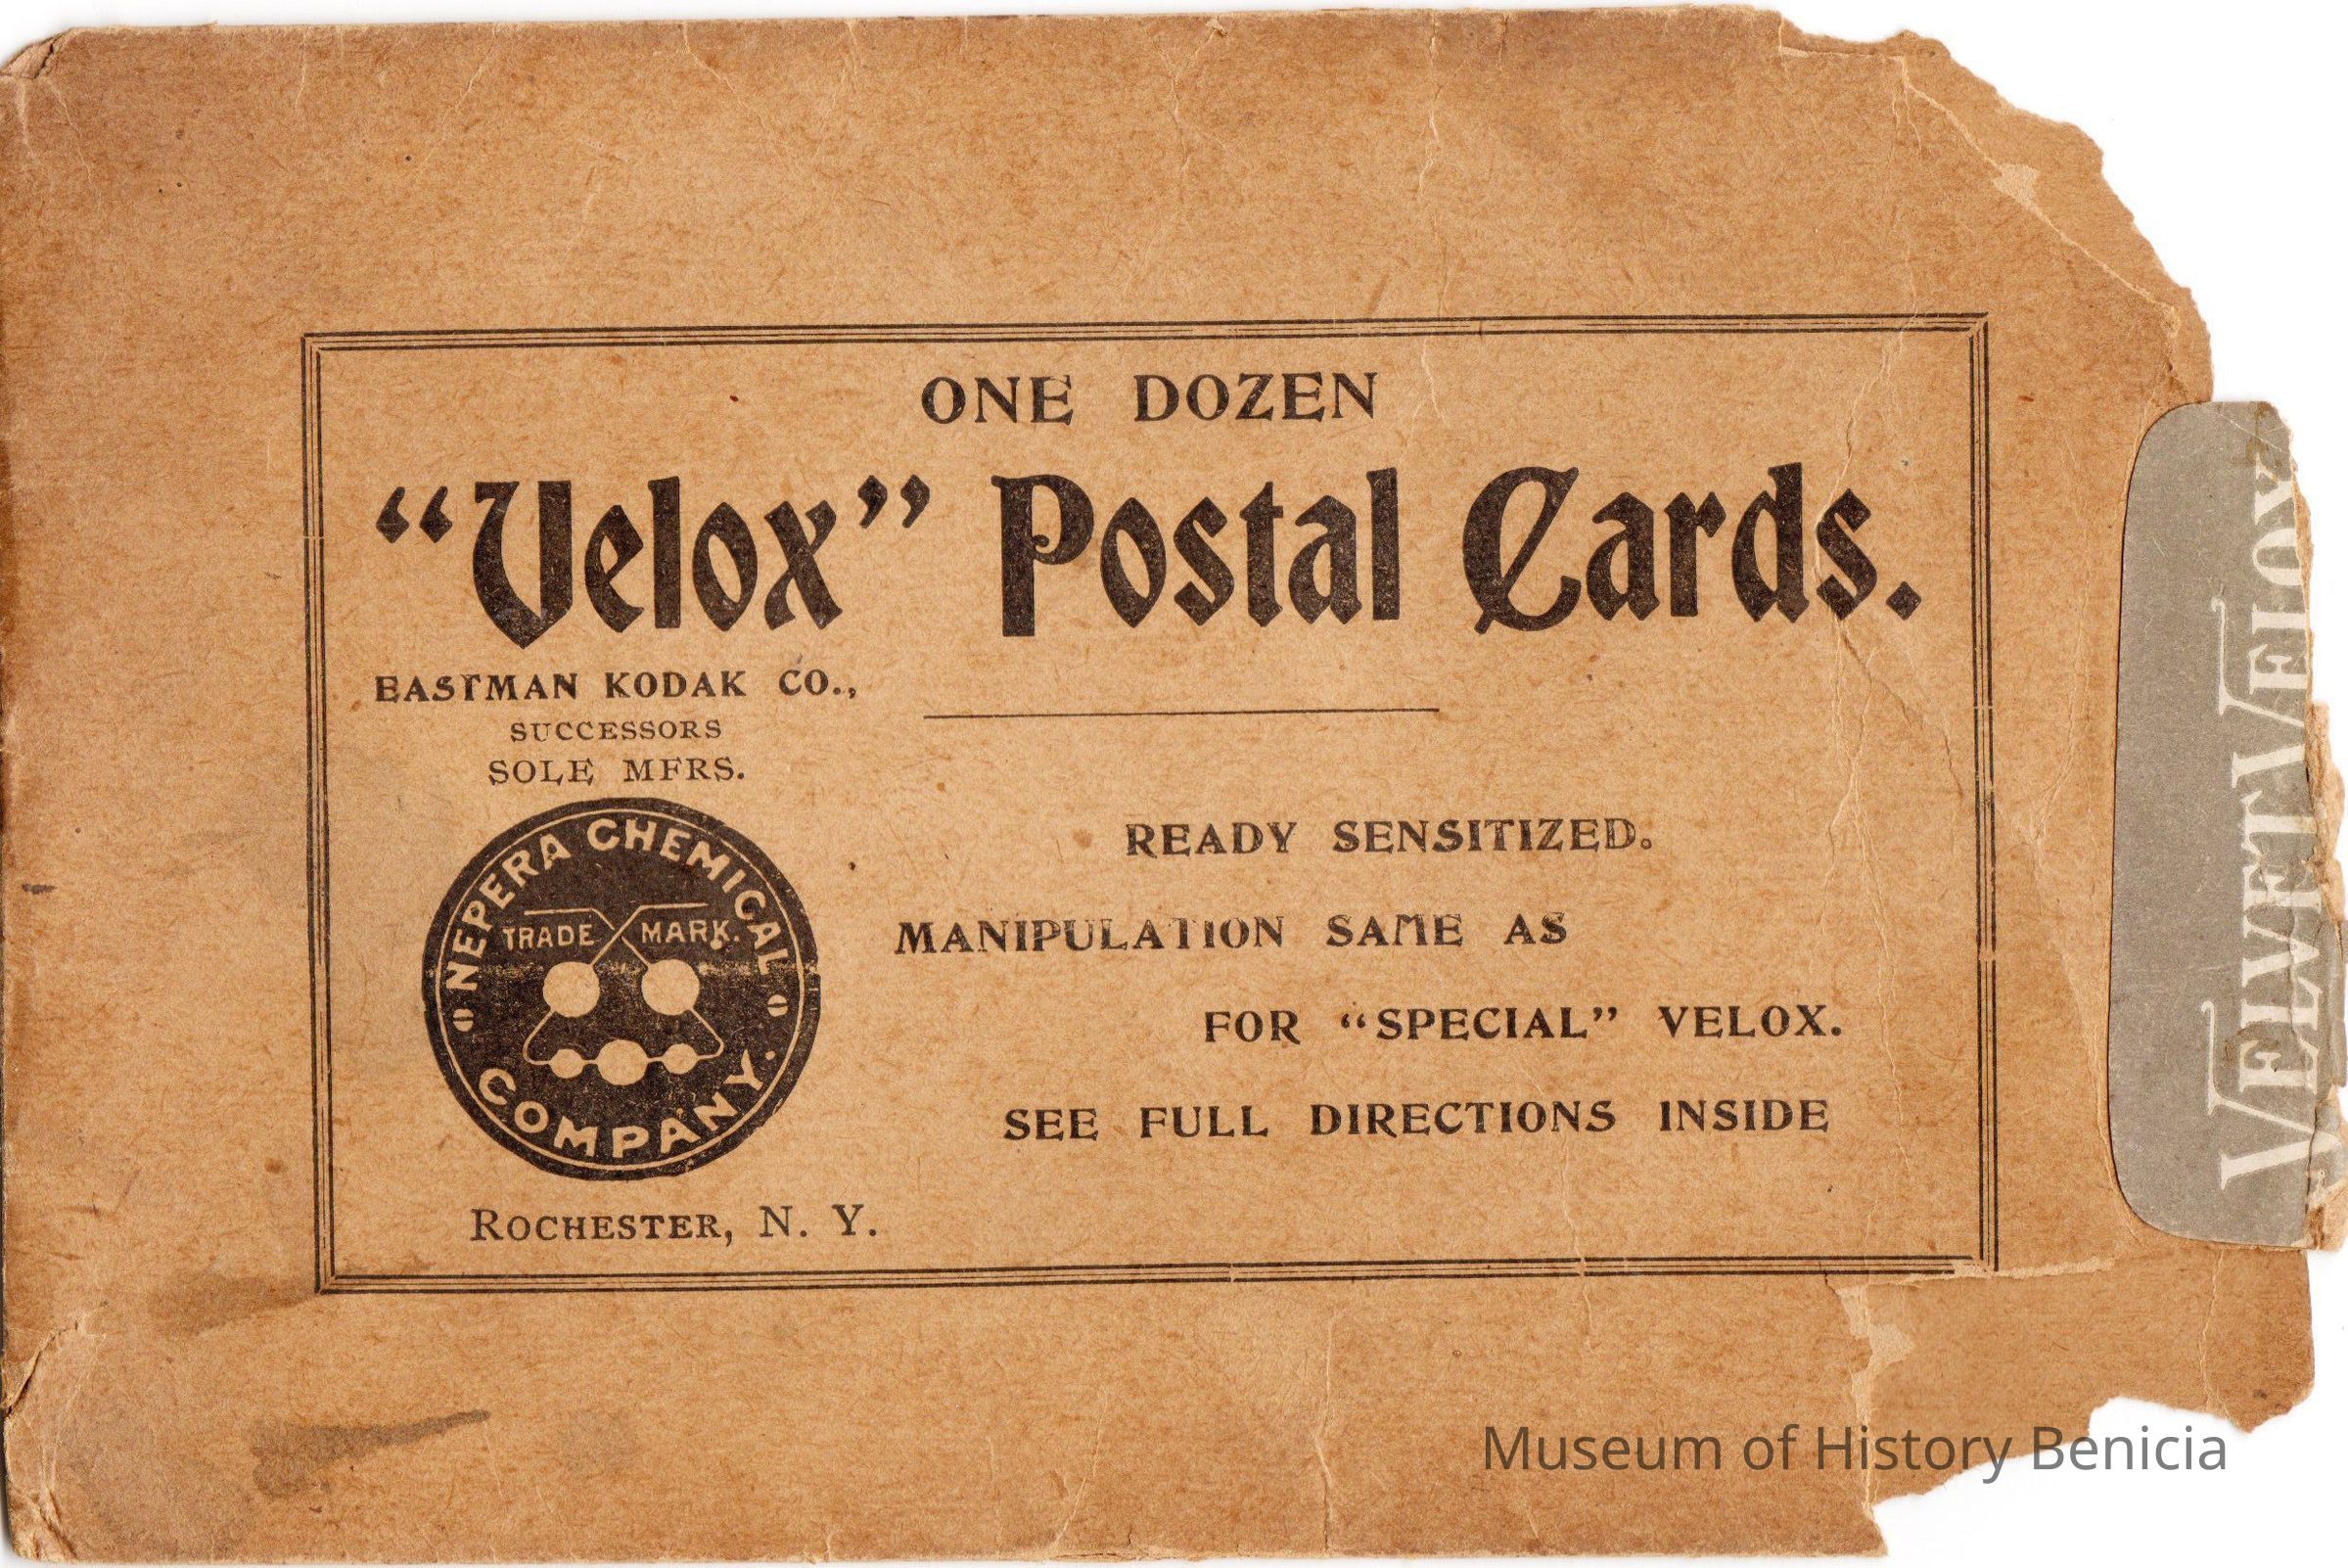 ONE DOZEN
“Velox” Postal Cards.
EASTMAN KODAK CO.,
SUCCESSORS
SOLE MFRS.
NEPERA CHEMICAL
TRADE MARK.
COMPANY.
ROCHESTER, N. Y.
READY SENSITIZED.
MANIPULATION SAME AS
FOR “SPECIAL” VELOX.
SEE FULL DIRECTIONS INSIDE
VELVET VELOX
Museum of History Benicia